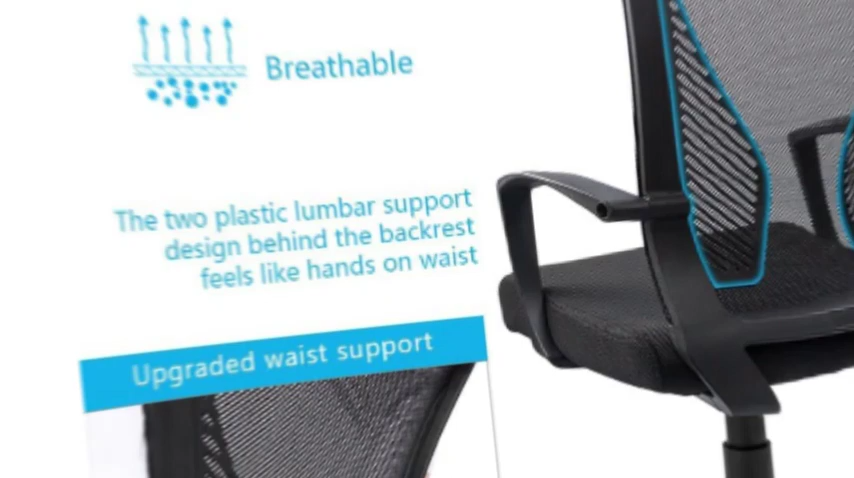 Breathable
The two plastic lumbar support
design behind the backrest
feels like hands on waist
Upgraded waist support